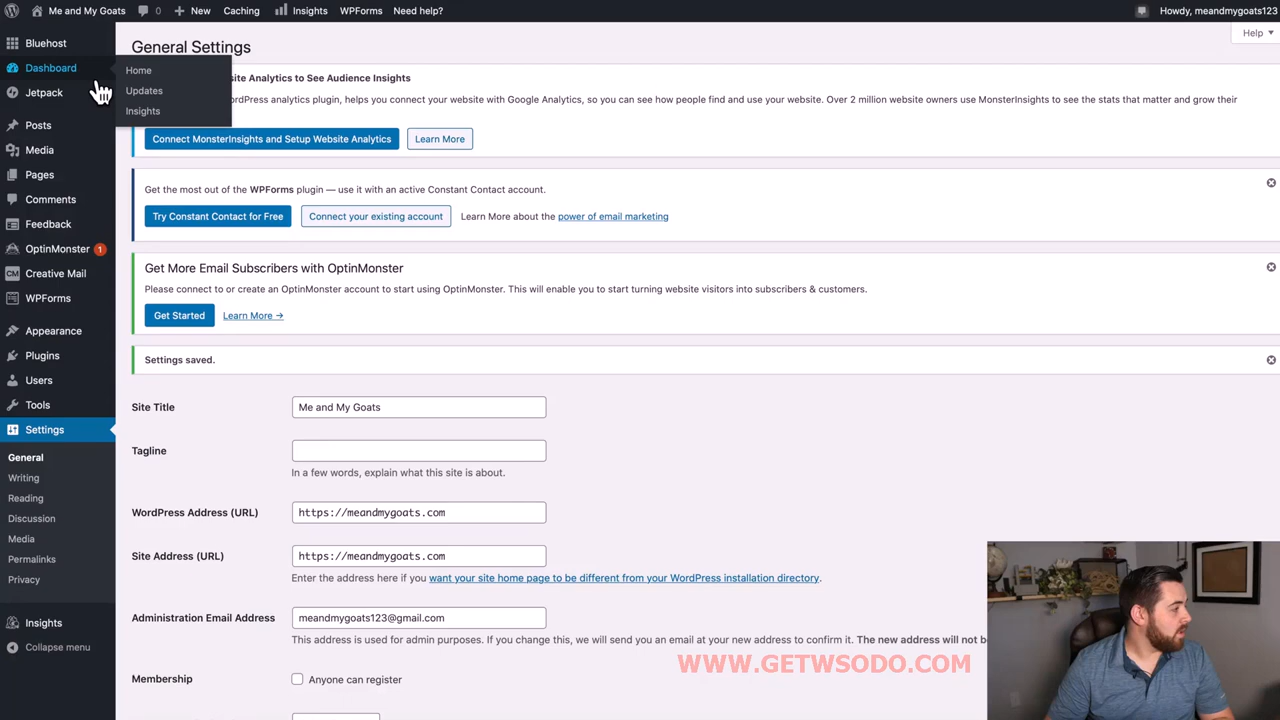 Me and My Goats 0 New Caching Insights WPForms Need help? Howdy, meandmygoats123
Help
Bluehost
Dashboard
Jetpack
Posts
Media
Pages
Comments
Feedback
OptinMonster 1
Creative Mail
WPForms
Appearance
Plugins
Users
Tools
Settings
General
Writing
Reading
Discussion
Media
Permalinks
Privacy
Insights
Collapse menu
Home
Updates
Insights
General Settings
site Analytics to See Audience Insights
WordPress analytics plugin, helps you connect your website with Google Analytics, so you can see how people find and use your website. Over 2 million website owners use MonsterInsights to see the stats that matter and grow their
Connect MonsterInsights and Setup Website Analytics Learn More
Get the most out of the WPForms plugin — use it with an active Constant Contact account.
Try Constant Contact for Free Connect your existing account Learn More about the power of email marketing
Get More Email Subscribers with OptinMonster
Please connect to or create an OptinMonster account to start using OptinMonster. This will enable you to start turning website visitors into subscribers & customers.
Get Started Learn More →
Settings saved.
Site Title Me and My Goats
Tagline
In a few words, explain what this site is about.
WordPress Address (URL) https://meandmygoats.com
Site Address (URL) https://meandmygoats.com
Enter the address here if you want your site home page to be different from your WordPress installation directory.
Administration Email Address meandmygoats123@gmail.com
This address is used for admin purposes. If you change this, we will send you an email at your new address to confirm it. The new address will not be
WWW.GETWSODO.COM
Membership Anyone can register